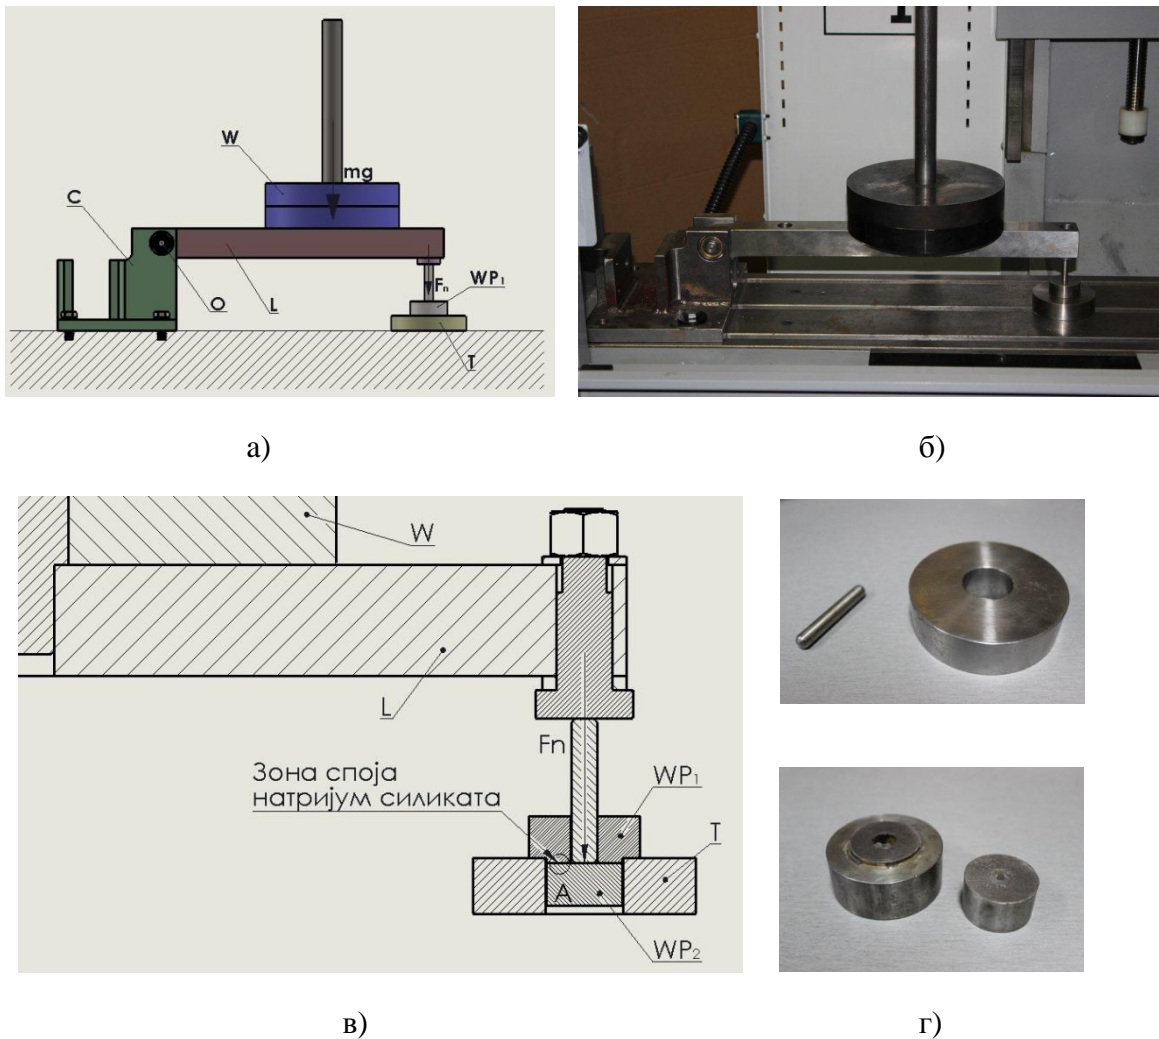 W
mg
C
O
L
Fn
WP1
T
а)
б)
W
L
Fn
Зона споја
натријум силиката
WP1
T
A
WP2
в)
г)